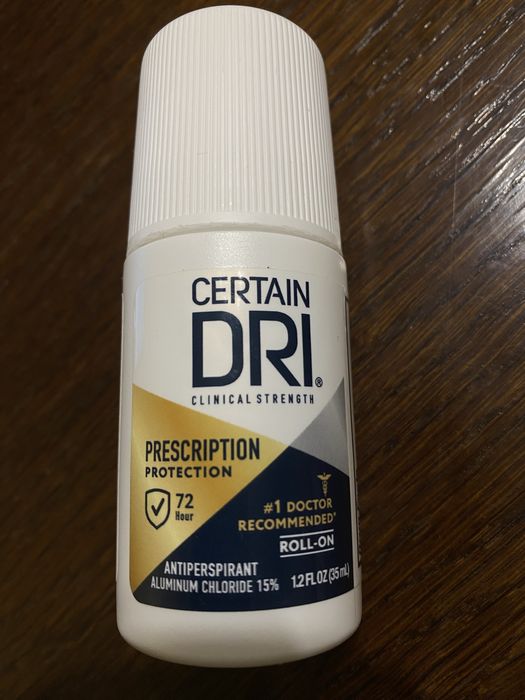 CERTAIN
DRI®
CLINICAL STRENGTH
PRESCRIPTION
PROTECTION
72
Hour
#1 DOCTOR
RECOMMENDED*
ROLL-ON
ANTIPERSPIRANT
ALUMINUM CHLORIDE 15%
1.2 FL OZ (35 mL)